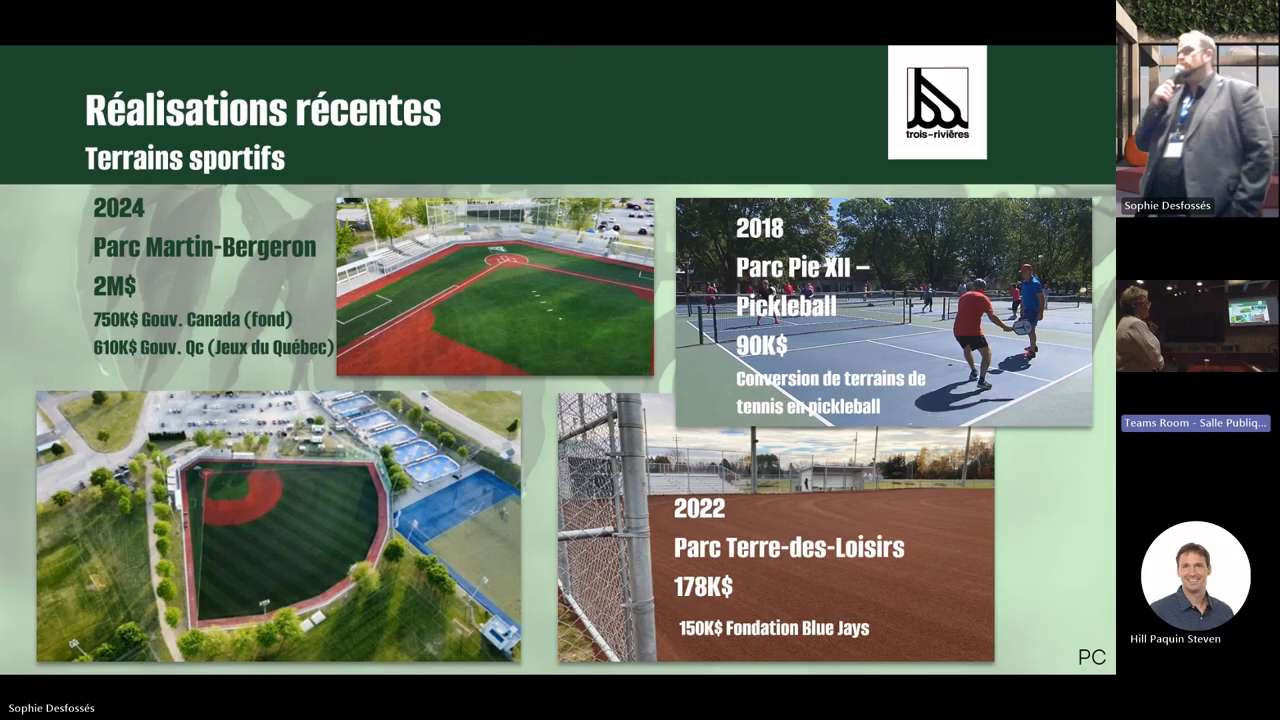 Réalisations récentes
Terrains sportifs
trois-rivières
2024
Parc Martin-Bergeron
2M$
750K$ Gouv. Canada (fond)
610K$ Gouv. Qc (Jeux du Québec)
2018
Parc Pie XII –
Pickleball
90K$
Conversion de terrains de
tennis en pickleball
2022
Parc Terre-des-Loisirs
178K$
150K$ Fondation Blue Jays
PC
Sophie Desfossés
Teams Room - Salle Publiq...
Hill Paquin Steven
Sophie Desfossés